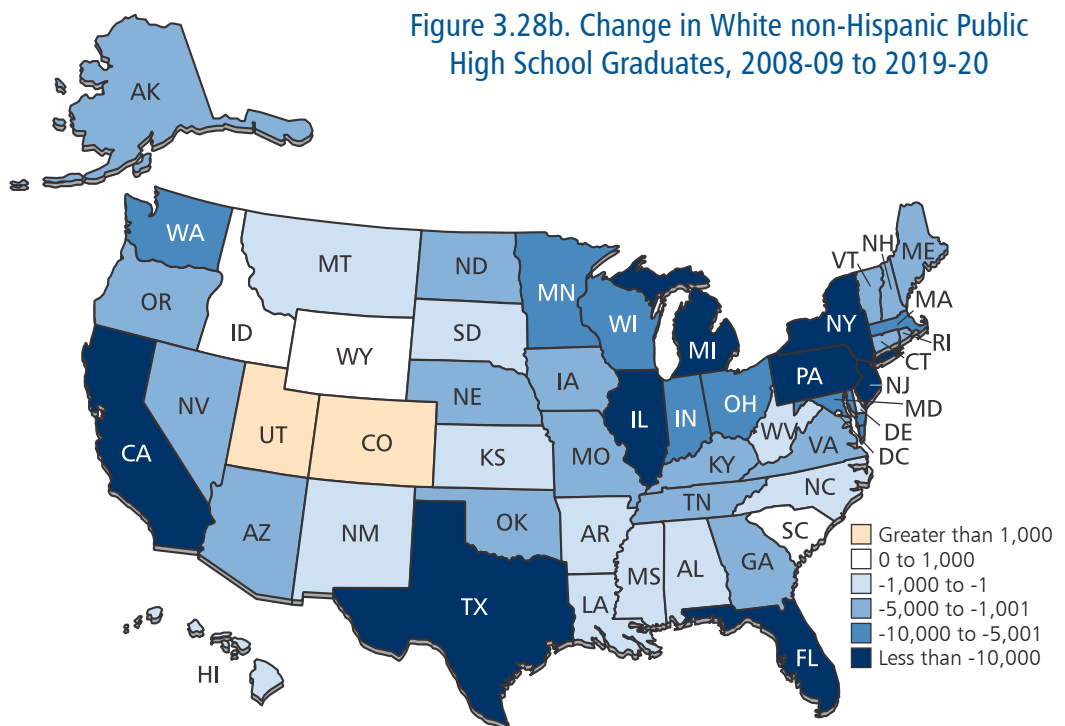 Figure 3.28b. Change in White non-Hispanic Public
High School Graduates, 2008-09 to 2019-20
AK
WA
MT
ND
MN
VT
NH
ME
OR
ID
SD
WI
MI
NY
MA
RI
CT
WY
NE
IA
PA
NJ
MD
DE
DC
NV
UT
CO
KS
MO
IL
IN
OH
WV
VA
KY
CA
AZ
NM
OK
AR
TN
NC
SC
TX
LA
MS
AL
GA
FL
HI
Greater than 1,000
0 to 1,000
-1,000 to -1
-5,000 to -1,001
-10,000 to -5,001
Less than -10,000